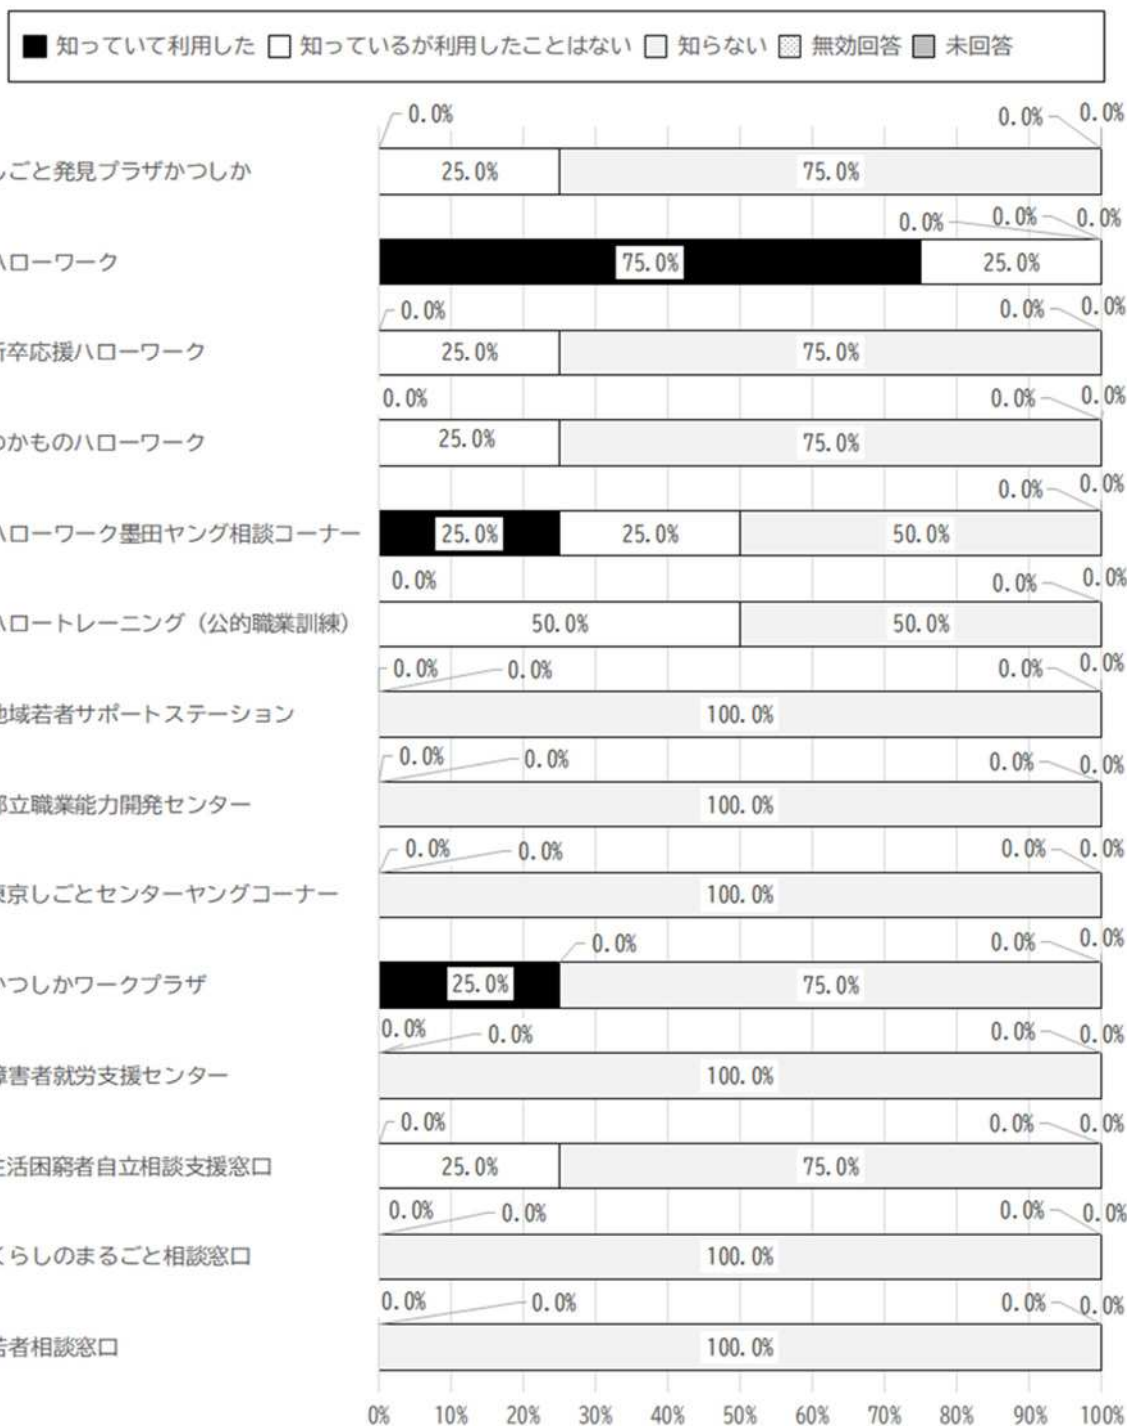 知っていて利用した 知っているが利用したことはない 知らない 無効回答 未回答
0.0% 0.0% 0.0%
しごと発見プラザかつしか 25.0% 75.0%
0.0% 0.0% 0.0%
ハローワーク 75.0% 25.0%
0.0% 0.0% 0.0%
新卒応援ハローワーク 25.0% 75.0%
0.0% 0.0% 0.0%
わかものハローワーク 25.0% 75.0%
0.0% 0.0%
ハローワーク墨田ヤング相談コーナー 25.0% 25.0% 50.0%
0.0% 0.0% 0.0%
ハロートレーニング（公的職業訓練） 50.0% 50.0%
0.0% 0.0% 0.0% 0.0%
地域若者サポートステーション 100.0%
0.0% 0.0% 0.0% 0.0%
都立職業能力開発センター 100.0%
0.0% 0.0% 0.0% 0.0%
東京しごとセンターヤングコーナー 100.0%
0.0% 0.0% 0.0%
かつしかワークプラザ 25.0% 75.0%
0.0% 0.0% 0.0% 0.0%
障害者就労支援センター 100.0%
0.0% 0.0% 0.0%
生活困窮者自立相談支援窓口 25.0% 75.0%
0.0% 0.0% 0.0% 0.0%
くらしのまるごと相談窓口 100.0%
0.0% 0.0% 0.0% 0.0%
若者相談窓口 100.0%
0% 10% 20% 30% 40% 50% 60% 70% 80% 90% 100%